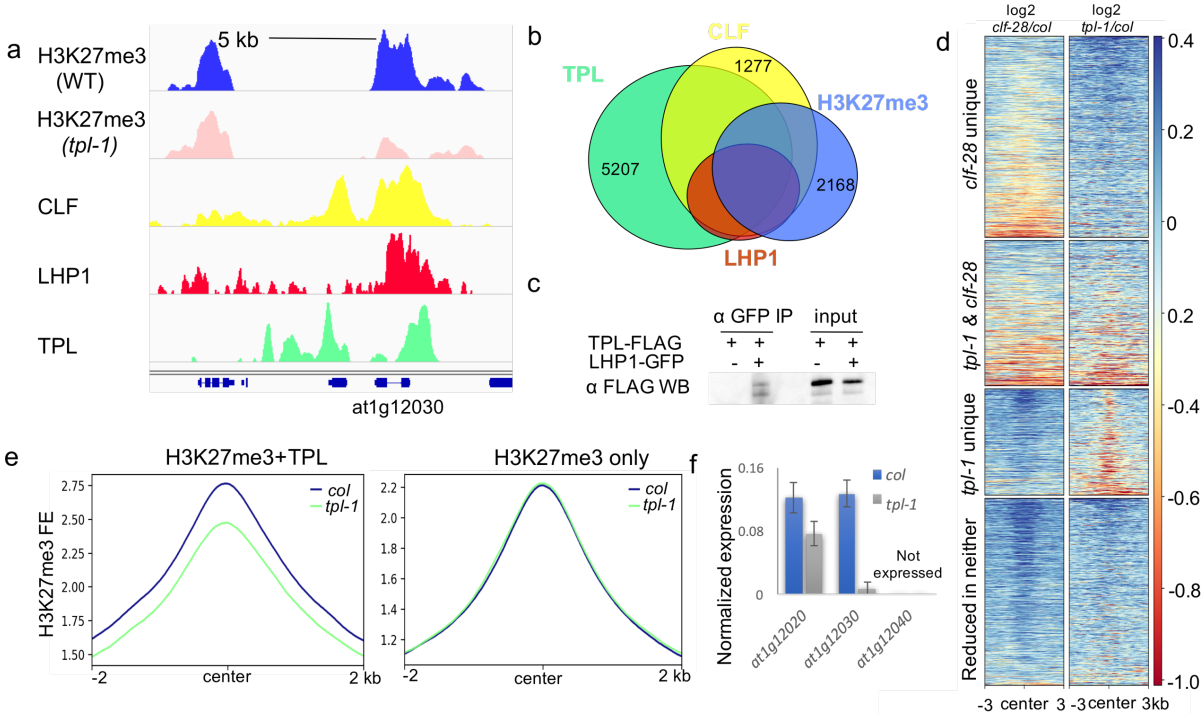 a
H3K27me3
(WT)
5 kb
H3K27me3
(tpl-1)
CLF
LHP1
TPL
at1g12030
b
CLF
1277
TPL
H3K27me3
5207
2168
LHP1
c
α GFP IP input
TPL-FLAG + + + +
LHP1-GFP - + - +
α FLAG WB
d
log2 log2
clf-28/col tpl-1/col
clf-28 unique
tpl-1 & clf-28
tpl-1 unique
Reduced in neither
0.4
0.2
0
0.2
-0.4
-0.6
-0.8
-1.0
-3 center 3 -3 center 3kb
e
H3K27me3+TPL
col
tpl-1
H3K27me3 FE
2.75
2.50
2.25
2.00
1.75
1.50
-2 center 2 kb
H3K27me3 only
col
tpl-1
2.2
2.0
1.8
1.6
1.4
1.2
-2 center 2 kb
f
Normalized expression
0.16
0.08
0
col
tpl-1
Not
expressed
at1g12020
at1g12030
at1g12040